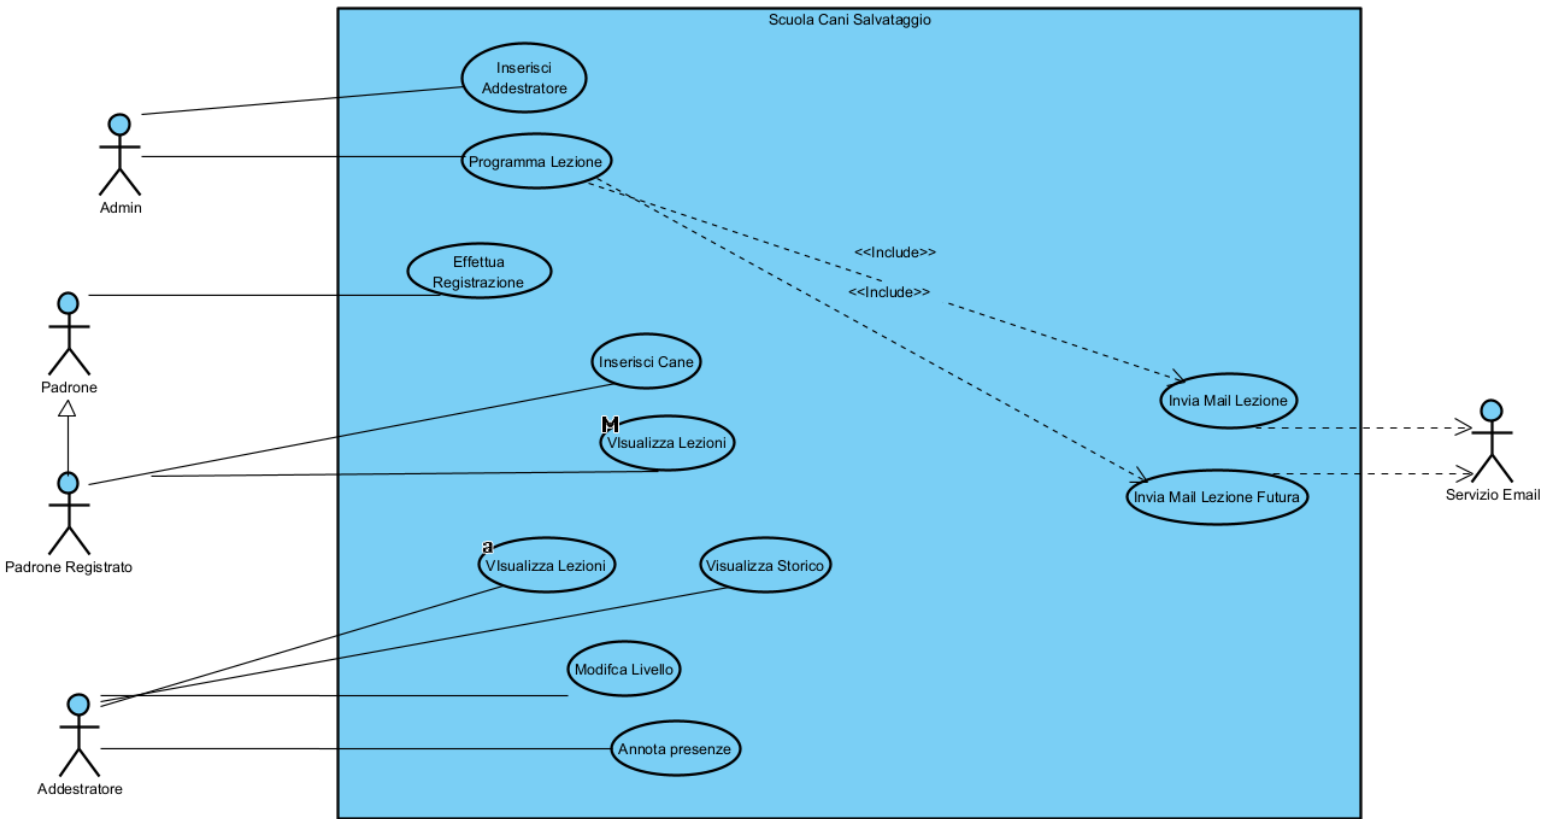 Scuola Cani Salvataggio
Inserisci
Addestratore
Programma Lezione
Admin
<<Include>>
Effettua
Registrazione
<<Include>>
Padrone
Inserisci Cane
Invia Mail Lezione
M
VIsualizza Lezioni
Servizio Email
Invia Mail Lezione Futura
Padrone Registrato
a
VIsualizza Lezioni
Visualizza Storico
Modifca Livello
Annota presenze
Addestratore